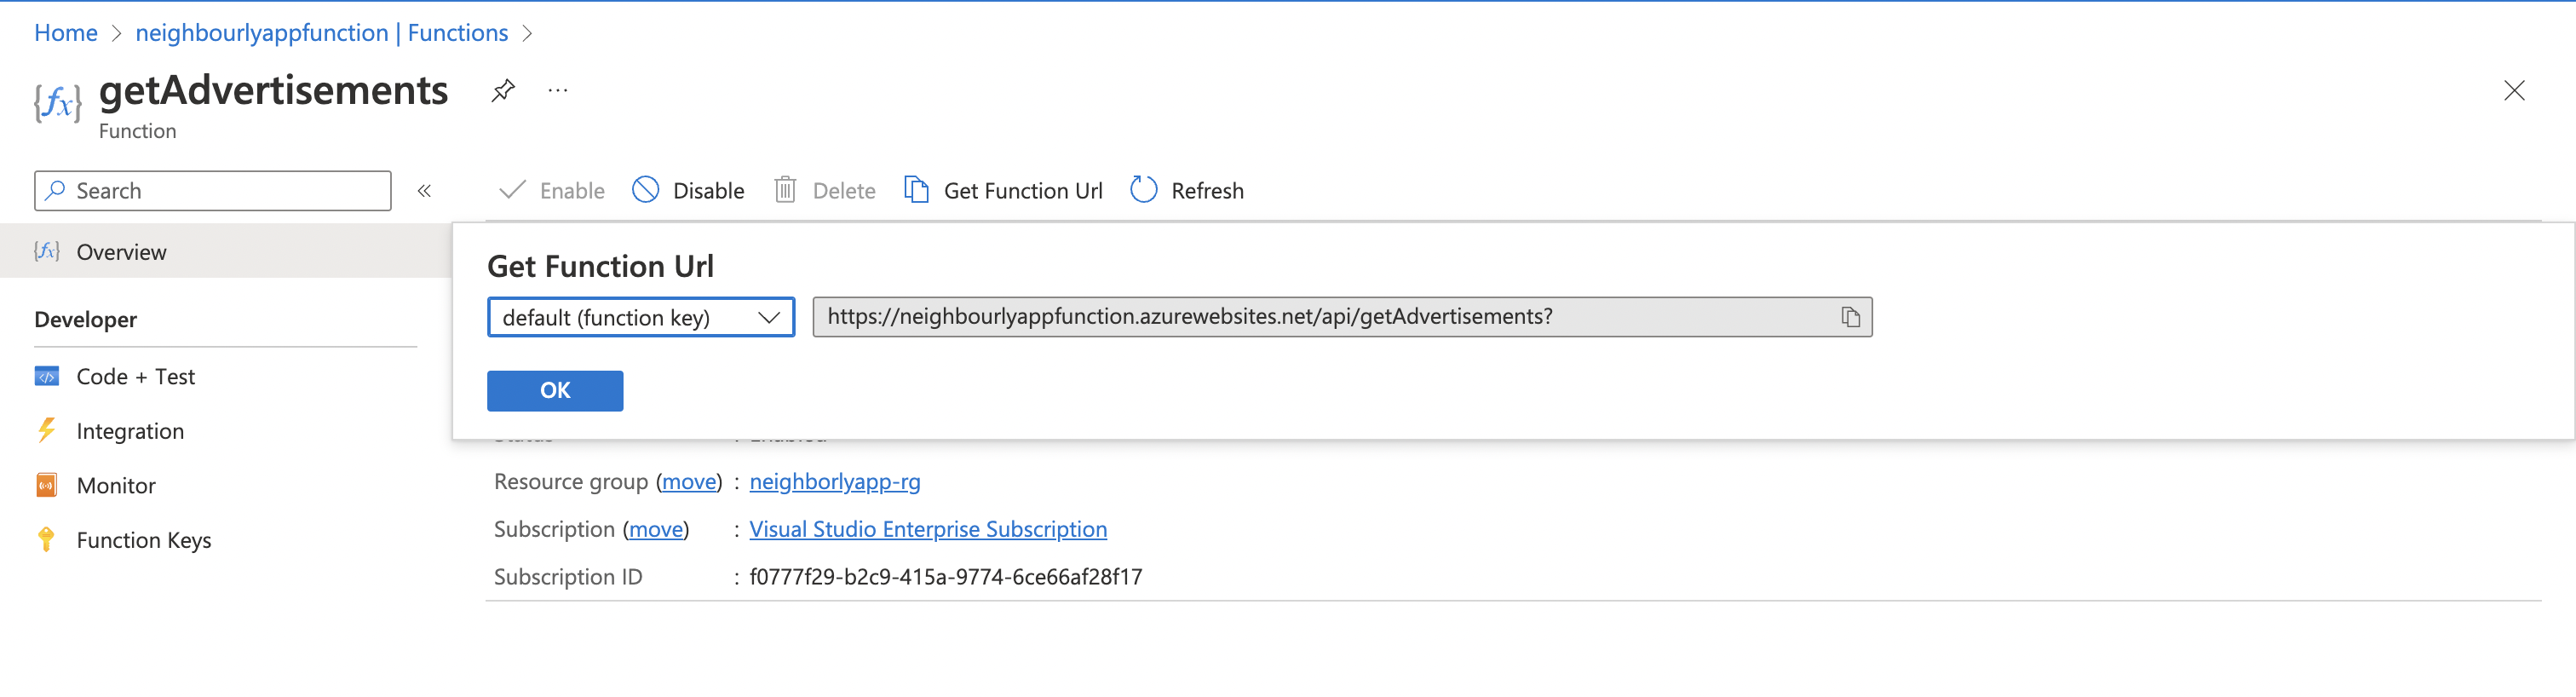 Home > neighbourlyappfunction | Functions >
{fx} getAdvertisements ...
Function
Search «
Enable Disable Delete Get Function Url Refresh
{fx} Overview
Get Function Url
default (function key) https://neighbourlyappfunction.azurewebsites.net/api/getAdvertisements?
OK
Developer
Code + Test
Integration
Monitor
Function Keys
Resource group (move) : neighborlyapp-rg
Subscription (move) : Visual Studio Enterprise Subscription
Subscription ID : f0777f29-b2c9-415a-9774-6ce66af28f17